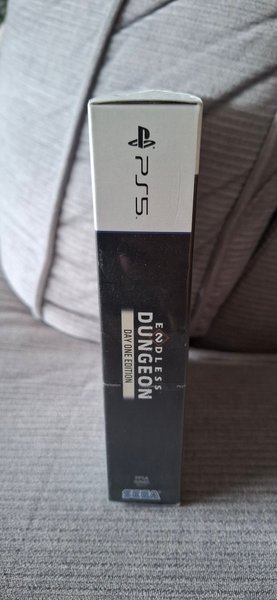 PS5
ENDLESS
DUNGEON
DAY ONE EDITION
SEGA